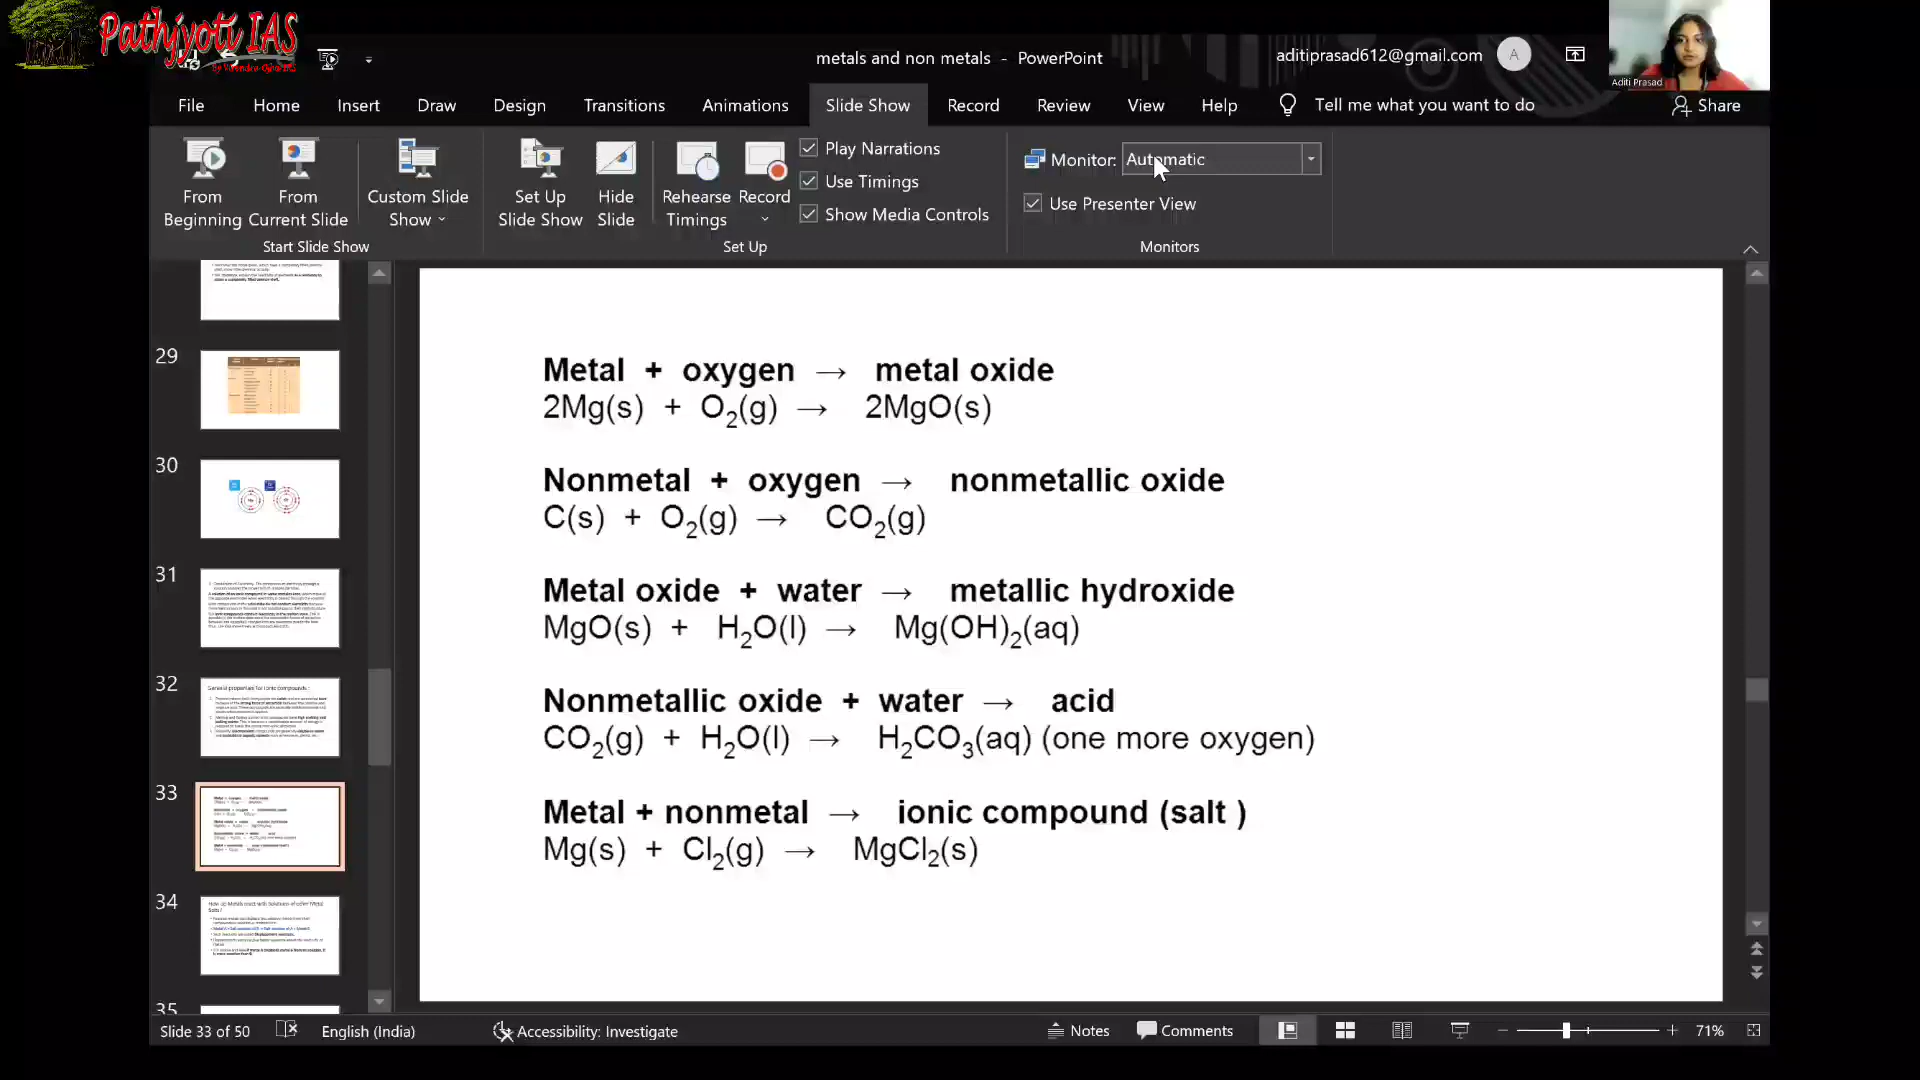 Pathjyoti IAS
metals and non metals - PowerPoint
aditiprasad612@gmail.com
A
Aditi Prasad
File Home Insert Draw Design Transitions Animations Slide Show Record Review View Help Tell me what you want to do Share
From Beginning
From Current Slide
Custom Slide Show
Start Slide Show
Set Up Slide Show
Hide Slide
Rehearse Timings
Record
Play Narrations
Use Timings
Show Media Controls
Set Up
Monitor: Automatic
Use Presenter View
Monitors
29
30
31
32
General properties for ionic compounds :
33
34
35
Metal + oxygen → metal oxide
2Mg(s) + O₂(g) → 2MgO(s)
Nonmetal + oxygen → nonmetallic oxide
C(s) + O₂(g) → CO₂(g)
Metal oxide + water → metallic hydroxide
MgO(s) + H₂O(l) → Mg(OH)₂(aq)
Nonmetallic oxide + water → acid
CO₂(g) + H₂O(l) → H₂CO₃(aq) (one more oxygen)
Metal + nonmetal → ionic compound (salt )
Mg(s) + Cl₂(g) → MgCl₂(s)
Slide 33 of 50 English (India) Accessibility: Investigate Notes Comments 71%